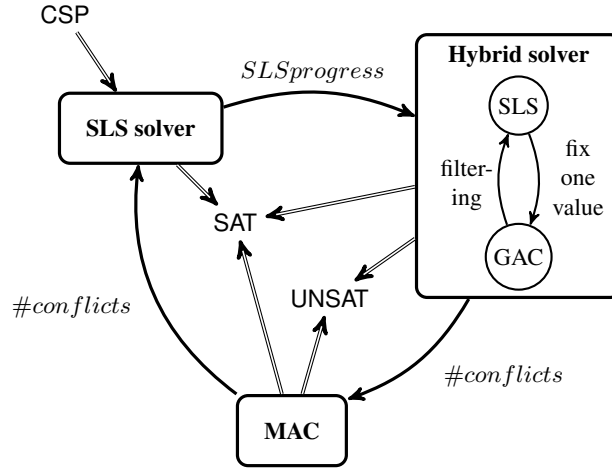 CSP
SLSprogress
Hybrid solver
SLS solver
SLS
filter-
ing
fix
one
value
SAT
GAC
UNSAT
#conflicts
#conflicts
MAC